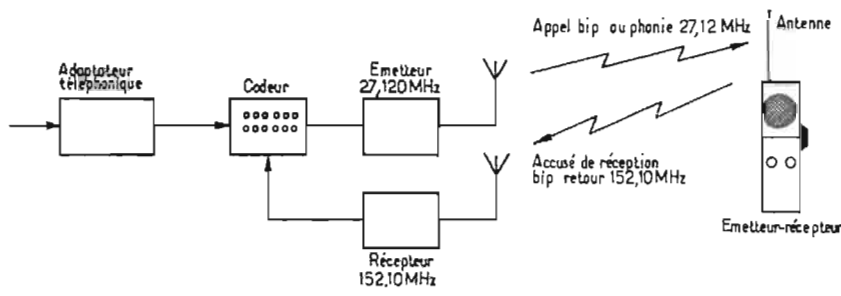 Appel bip ou phonie 27,12 MHz
Antenne
Adaptateur
téléphonique
Codeur
Emetteur
27,120 MHz
Accusé de réception
bip retour 152,10 MHz
Récepteur
152,10 MHz
Emetteur-récepteur